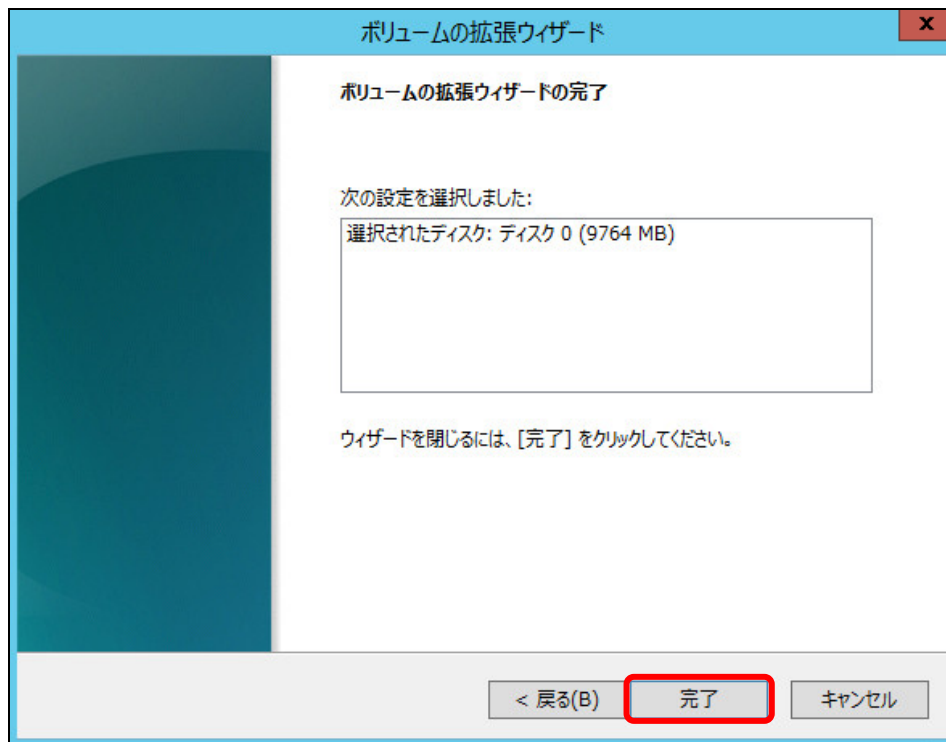 ボリュームの拡張ウィザード
x
ボリュームの拡張ウィザードの完了
次の設定を選択しました:
選択されたディスク: ディスク 0 (9764 MB)
ウィザードを閉じるには、[完了] をクリックしてください。
< 戻る(B)
完了
キャンセル